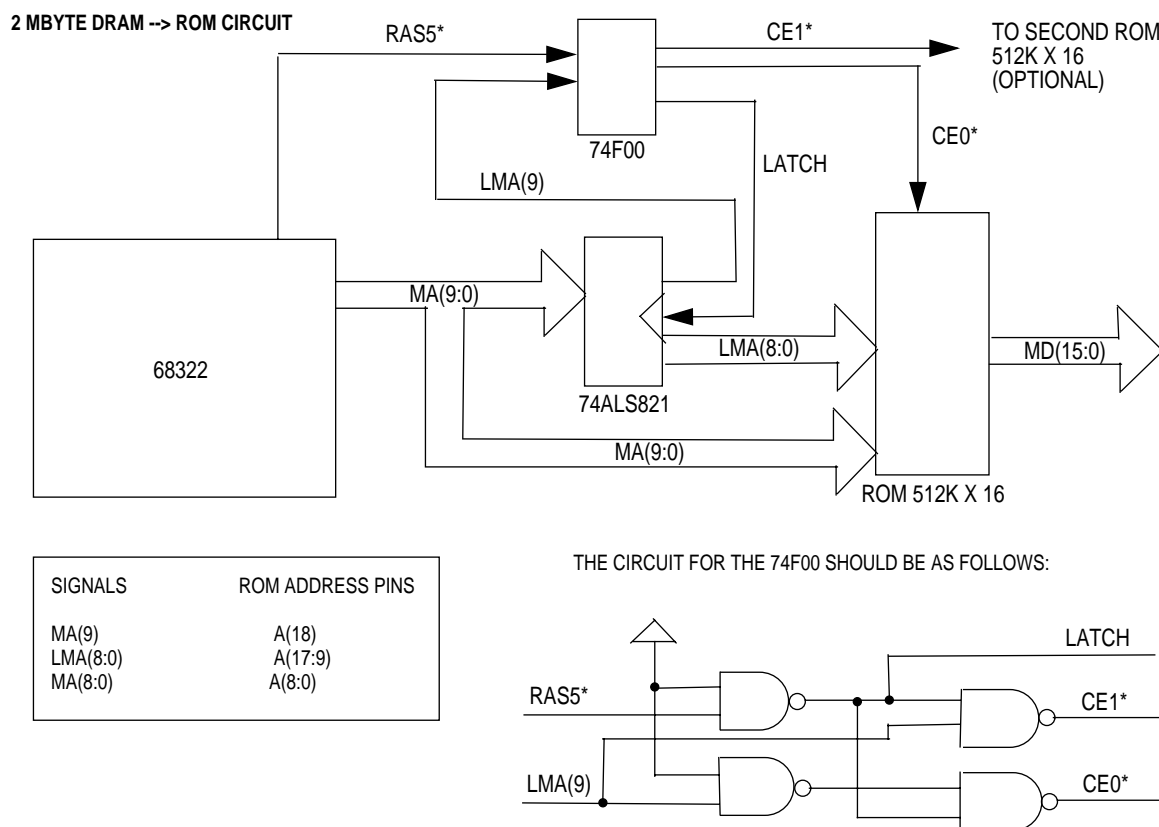 2 MBYTE DRAM --> ROM CIRCUIT
RAS5*
CE1*
TO SECOND ROM
512K X 16
(OPTIONAL)
74F00
CE0*
LATCH
LMA(9)
MA(9:0)
68322
LMA(8:0)
MD(15:0)
74ALS821
MA(9:0)
ROM 512K X 16
THE CIRCUIT FOR THE 74F00 SHOULD BE AS FOLLOWS:
SIGNALS ROM ADDRESS PINS
MA(9) A(18)
LMA(8:0) A(17:9)
MA(8:0) A(8:0)
LATCH
RAS5*
CE1*
LMA(9)
CE0*